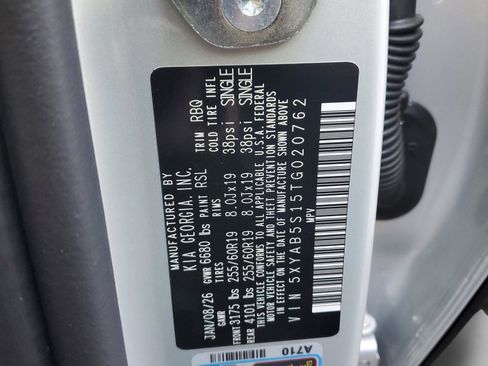 MANUFACTURED BY
KIA GEORGIA, INC.
JAN/08/26 GVWR 6680 lbs PAINT RSL TRIM RBQ
GAWR TIRES RIMS COLD TIRE INFL
FRONT 3175 lbs 255/60R19 8.0Jx19 38psi SINGLE
REAR 4101 lbs 255/60R19 8.0Jx19 38psi SINGLE
THIS VEHICLE CONFORMS TO ALL APPLICABLE U.S.A. FEDERAL
MOTOR VEHICLE SAFETY AND THEFT PREVENTION STANDARDS
IN EFFECT ON THE DATE OF MANUFACTURE SHOWN ABOVE
VIN 5XYAB5S15TG020762
MPV
A710